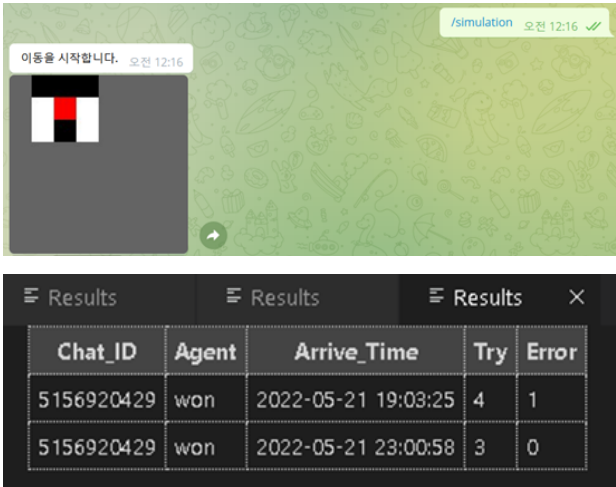 /simulation 오전 12:16
이동을 시작합니다. 오전 12:16
Results Results Results
Chat_ID Agent Arrive_Time Try Error
5156920429 won 2022-05-21 19:03:25 4 1
5156920429 won 2022-05-21 23:00:58 3 0